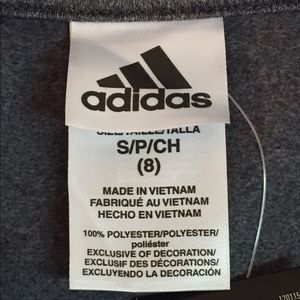 adidas
SIZE/TAILLE/TALLA
S/P/CH
(8)
MADE IN VIETNAM
FABRIQUÉ AU VIETNAM
HECHO EN VIETNAM
100% POLYESTER/POLYESTER/
poliéster
EXCLUSIVE OF DECORATION/
EXCLUSIF DES DÉCORATIONS/
EXCLUYENDO LA DECORACIÓN